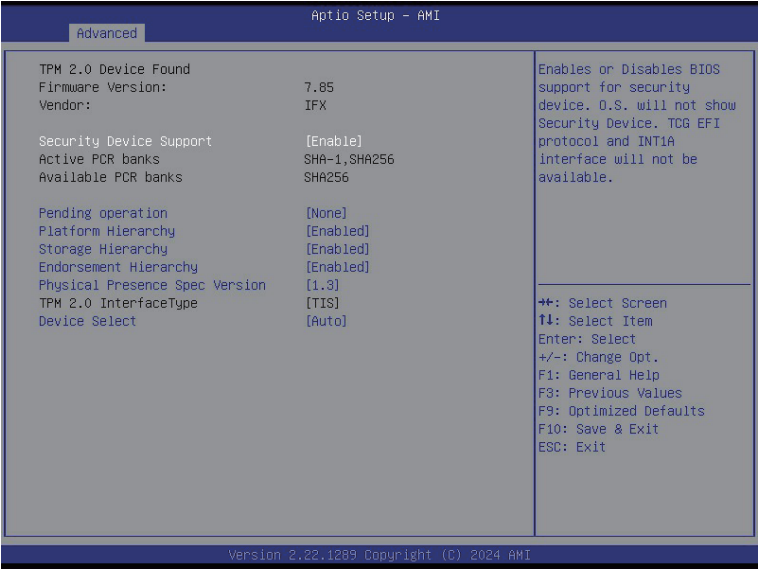 Aptio Setup – AMI
Advanced
TPM 2.0 Device Found
Firmware Version: 7.85
Vendor: IFX
Security Device Support [Enable]
Active PCR banks SHA-1,SHA256
Available PCR banks SHA256
Pending operation [None]
Platform Hierarchy [Enabled]
Storage Hierarchy [Enabled]
Endorsement Hierarchy [Enabled]
Physical Presence Spec Version [1.3]
TPM 2.0 InterfaceType [TIS]
Device Select [Auto]
Enables or Disables BIOS
support for security
device. O.S. will not show
Security Device. TCG EFI
protocol and INT1A
interface will not be
available.
→←: Select Screen
↑↓: Select Item
Enter: Select
+/-: Change Opt.
F1: General Help
F3: Previous Values
F9: Optimized Defaults
F10: Save & Exit
ESC: Exit
Version 2.22.1289 Copyright (C) 2024 AMI